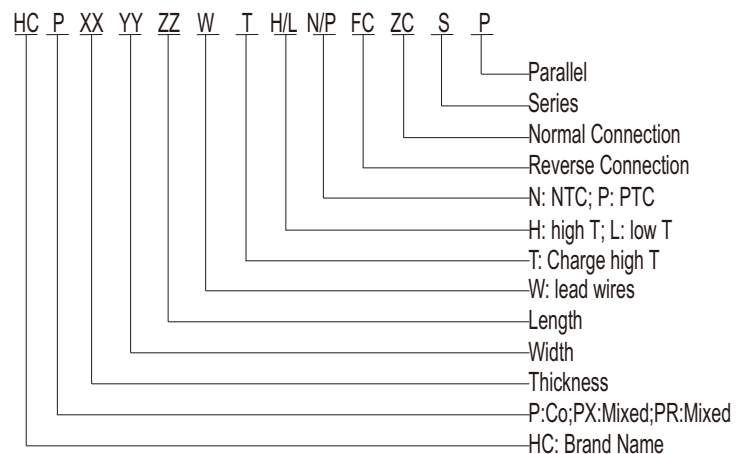 HC P XX YY ZZ W T H/L N/P FC ZC S P
Parallel
Series
Normal Connection
Reverse Connection
N: NTC; P: PTC
H: high T; L: low T
T: Charge high T
W: lead wires
Length
Width
Thickness
P:Co;PX:Mixed;PR:Mixed
HC: Brand Name